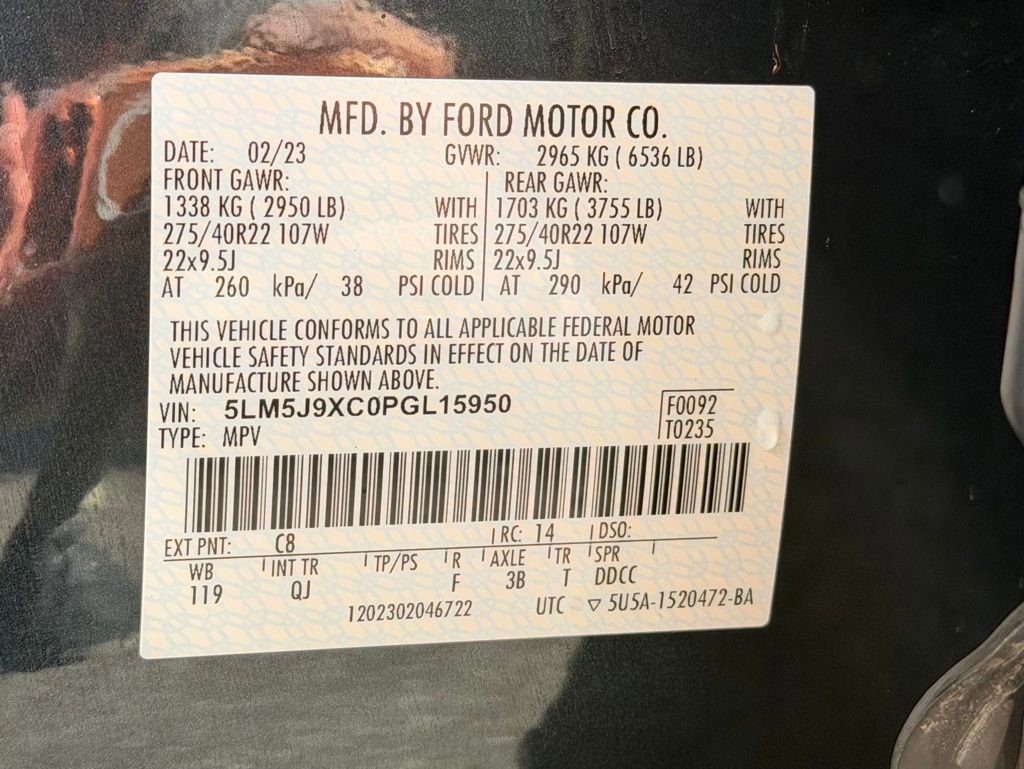 MFD. BY FORD MOTOR CO.
DATE: 02/23 GVWR: 2965 KG ( 6536 LB)
FRONT GAWR: REAR GAWR:
1338 KG ( 2950 LB) WITH 1703 KG ( 3755 LB) WITH
275/40R22 107W TIRES 275/40R22 107W TIRES
22x9.5J RIMS 22x9.5J RIMS
AT 260 kPa/ 38 PSI COLD AT 290 kPa/ 42 PSI COLD
THIS VEHICLE CONFORMS TO ALL APPLICABLE FEDERAL MOTOR
VEHICLE SAFETY STANDARDS IN EFFECT ON THE DATE OF
MANUFACTURE SHOWN ABOVE.
VIN: 5LM5J9XC0PGL15950 F0092
TYPE: MPV T0235
EXT PNT: C8 RC: 14 DSO:
WB INT TR TP/PS R AXLE TR SPR
119 QJ F 3B T DDCC
1202302046722 UTC ▽ 5U5A-1520472-BA